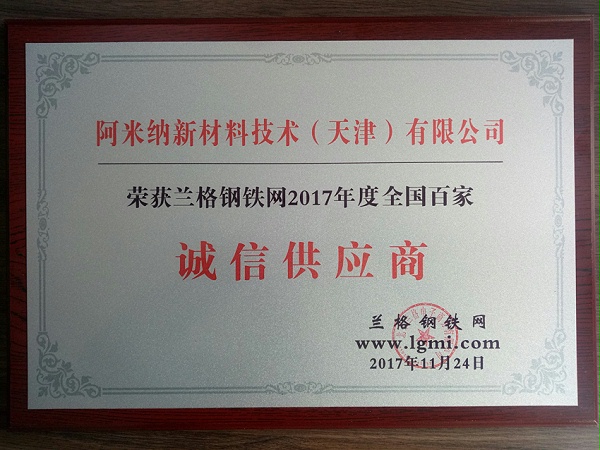 阿米纳新材料技术（天津）有限公司
荣获兰格钢铁网2017年度全国百家
诚信供应商
兰格钢铁网
www.lgmi.com
2017年11月24日